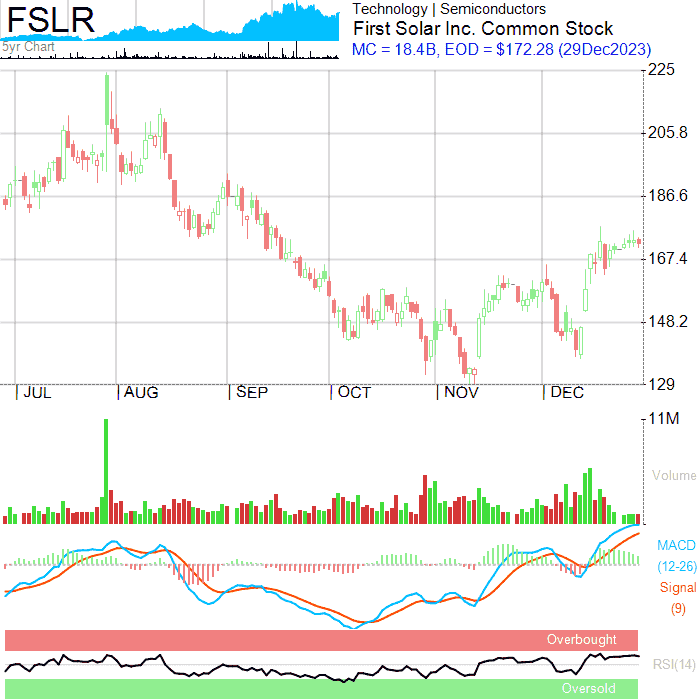 FSLR
5yr Chart
Technology | Semiconductors
First Solar Inc. Common Stock
MC = 18.4B, EOD = $172.28 (29Dec2023)
225
205.8
186.6
167.4
148.2
129
JUL AUG SEP OCT NOV DEC
11M
Volume
MACD
(12-26)
Signal
(9)
Overbought
RSI(14)
Oversold